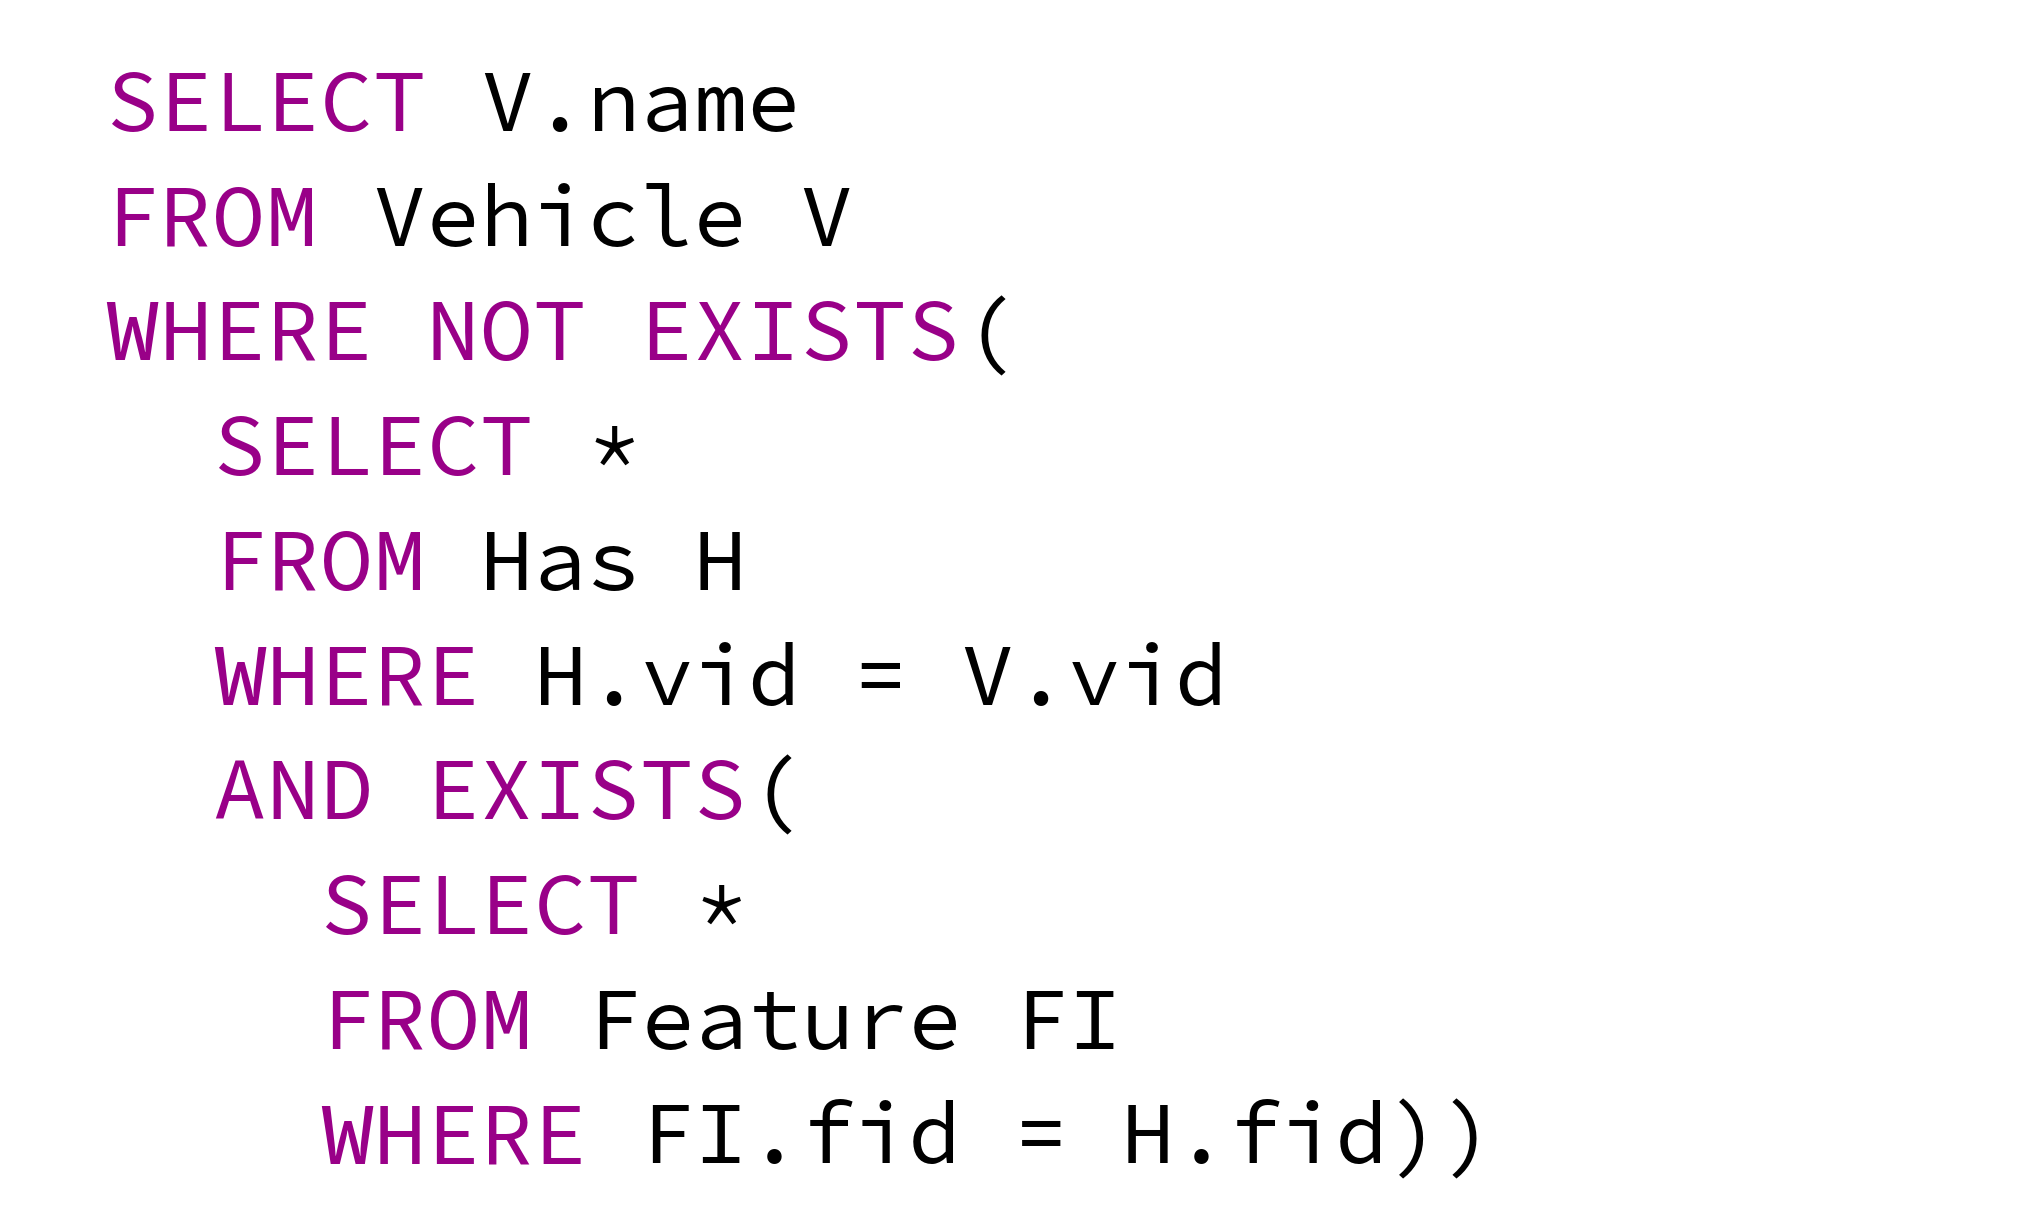 SELECT V.name
FROM Vehicle V
WHERE NOT EXISTS(
SELECT *
FROM Has H
WHERE H.vid = V.vid
AND EXISTS(
SELECT *
FROM Feature FI
WHERE FI.fid = H.fid))